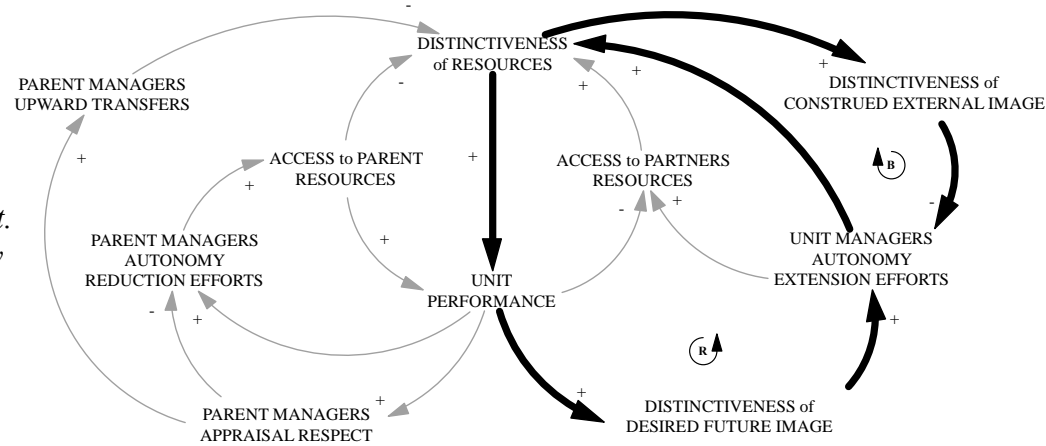 -
DISTINCTIVENESS
of RESOURCES
+
DISTINCTIVENESS of
CONSTRUED EXTERNAL IMAGE
PARENT MANAGERS
UPWARD TRANSFERS
-
+
+
+
+
ACCESS to PARENT
RESOURCES
+
ACCESS to PARTNERS
RESOURCES
B
+
-
+
-
t.
PARENT MANAGERS
AUTONOMY
REDUCTION EFFORTS
+
UNIT MANAGERS
AUTONOMY
EXTENSION EFFORTS
UNIT
PERFORMANCE
-
+
+
R
+
+
PARENT MANAGERS
APPRAISAL RESPECT
DISTINCTIVENESS of
DESIRED FUTURE IMAGE